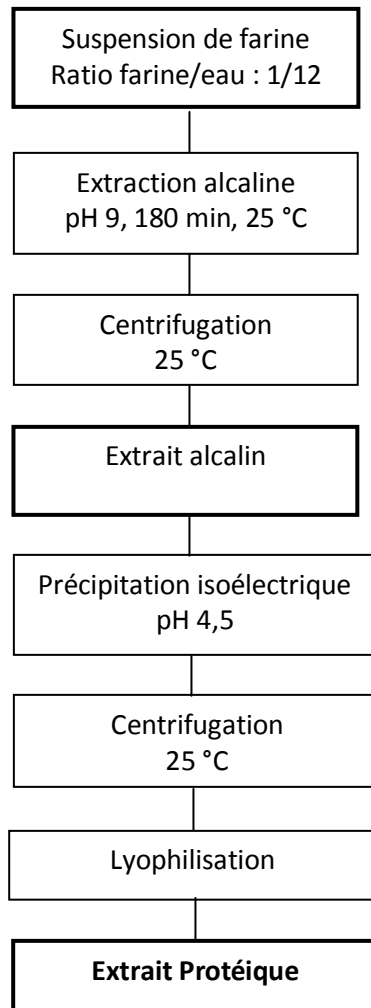 Suspension de farine
Ratio farine/eau : 1/12
Extraction alcaline
pH 9, 180 min, 25 °C
Centrifugation
25 °C
Extrait alcalin
Précipitation isoélectrique
pH 4,5
Centrifugation
25 °C
Lyophilisation
Extrait Protéique